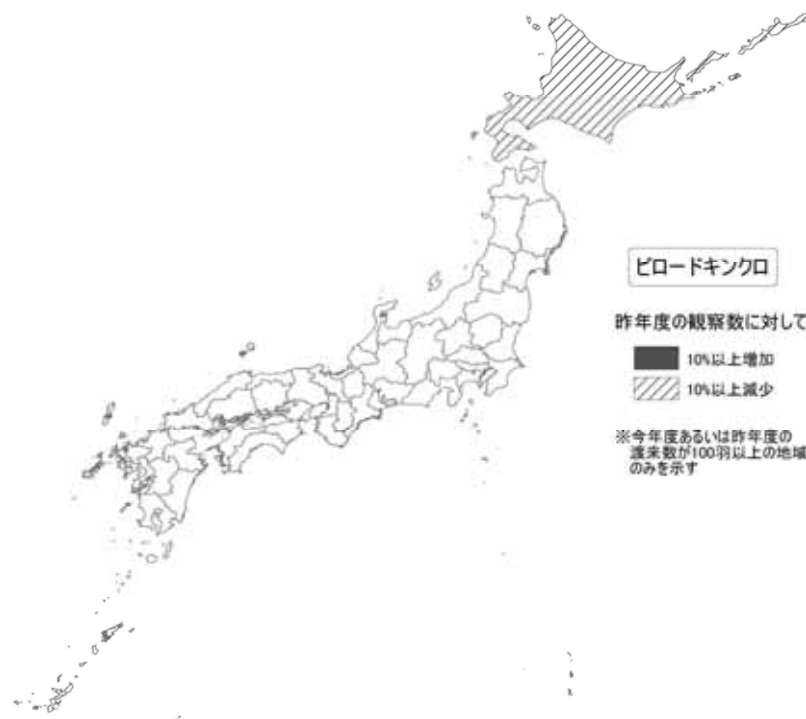 ビロードキンクロ
昨年度の観察数に対して
10%以上増加
10%以上減少
※今年度あるいは昨年度の
渡来数が100羽以上の地域
のみを示す